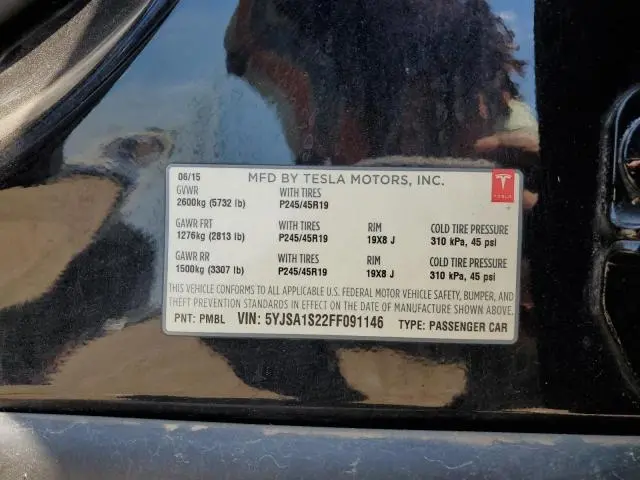 06/15 MFD BY TESLA MOTORS, INC.
GVWR WITH TIRES
2600kg (5732 lb) P245/45R19
TESLA
GAWR FRT WITH TIRES RIM COLD TIRE PRESSURE
1276kg (2813 lb) P245/45R19 19X8 J 310 kPa, 45 psi
GAWR RR WITH TIRES RIM COLD TIRE PRESSURE
1500kg (3307 lb) P245/45R19 19X8 J 310 kPa, 45 psi
THIS VEHICLE CONFORMS TO ALL APPLICABLE U.S. FEDERAL MOTOR VEHICLE SAFETY, BUMPER, AND
THEFT PREVENTION STANDARDS IN EFFECT ON THE DATE OF MANUFACTURE SHOWN ABOVE.
PNT: PMBL VIN: 5YJSA1S22FF091146 TYPE: PASSENGER CAR